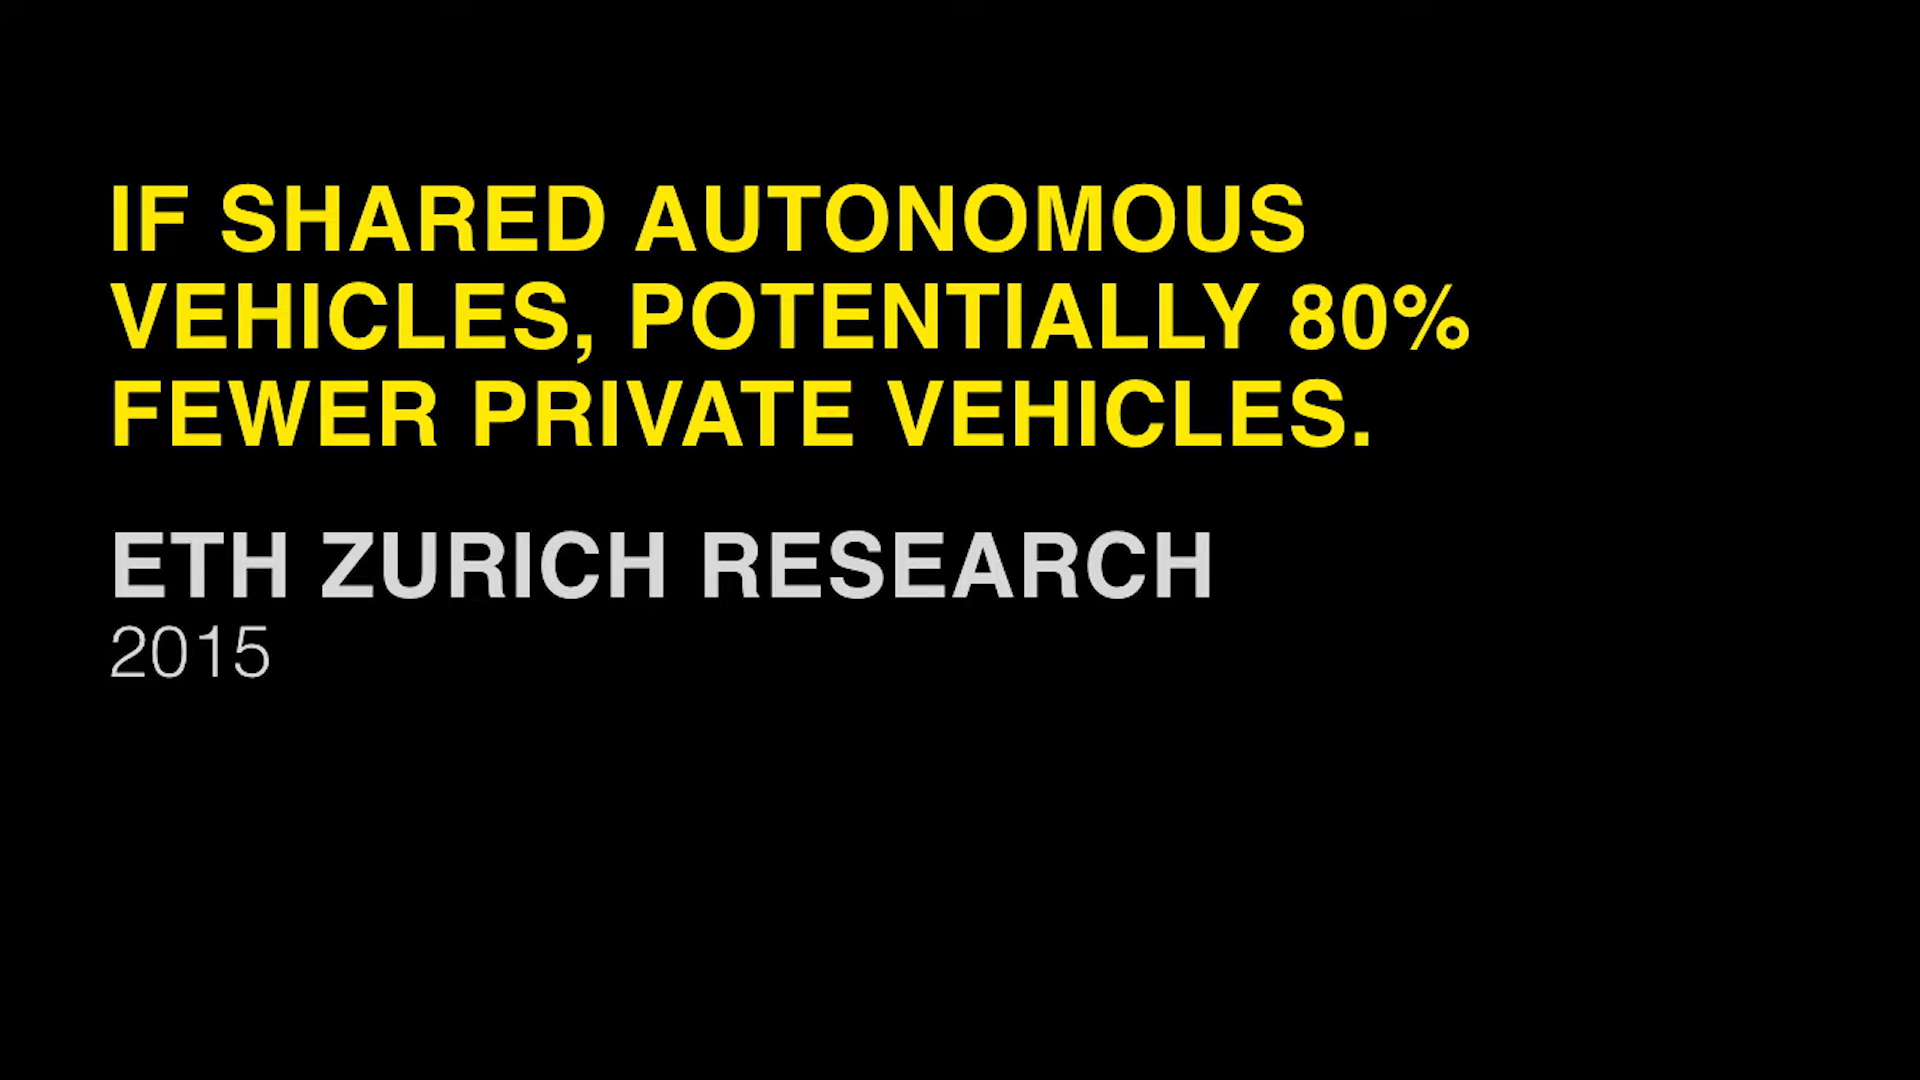 IF SHARED AUTONOMOUS
VEHICLES, POTENTIALLY 80%
FEWER PRIVATE VEHICLES.
ETH ZURICH RESEARCH
2015